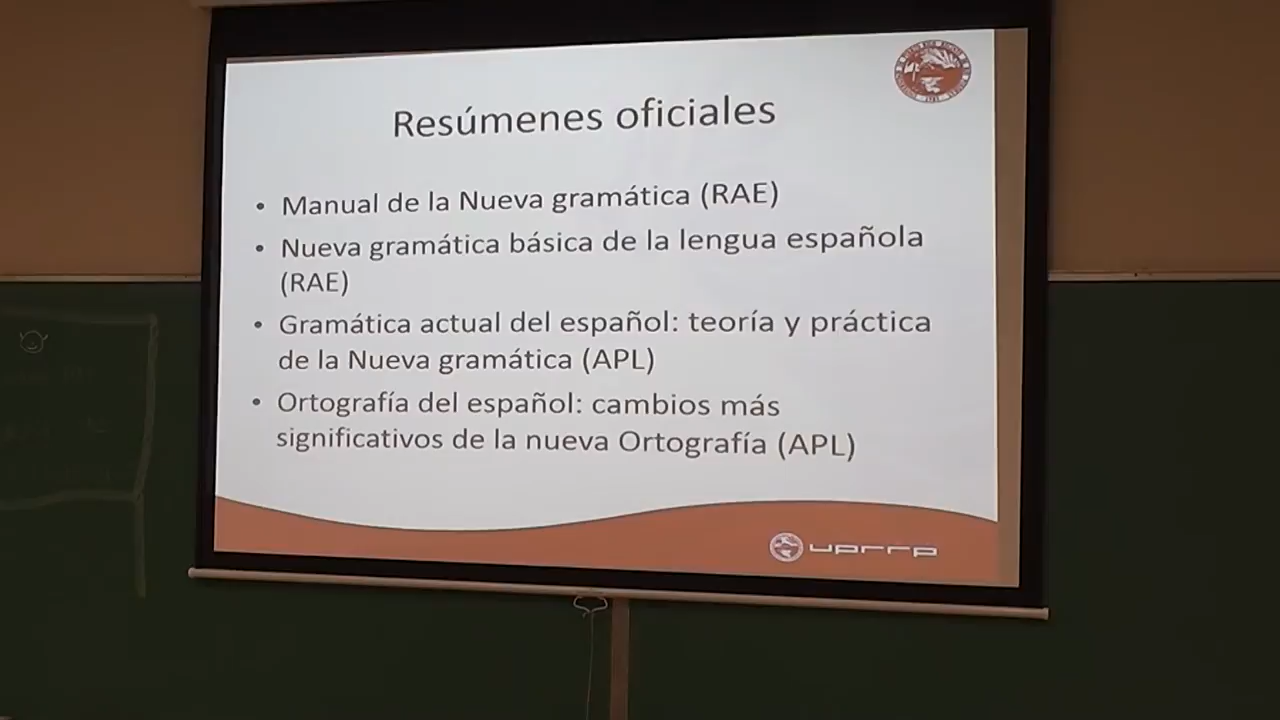 Resúmenes oficiales
• Manual de la Nueva gramática (RAE)
• Nueva gramática básica de la lengua española
(RAE)
• Gramática actual del español: teoría y práctica
de la Nueva gramática (APL)
• Ortografía del español: cambios más
significativos de la nueva Ortografía (APL)
uprrp